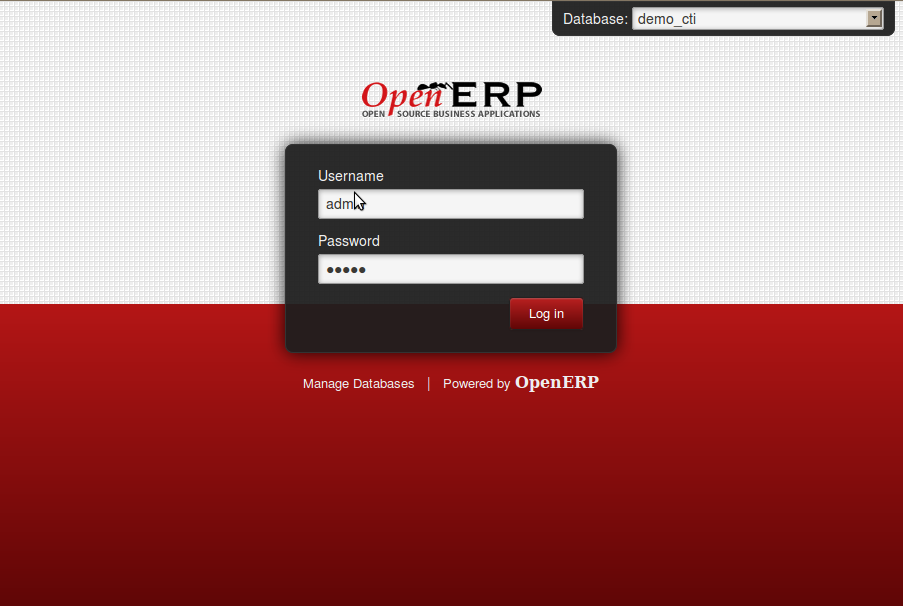 Database: demo_cti
OpenERP
OPEN SOURCE BUSINESS APPLICATIONS
Username
adm
Password
●●●●●
Log in
Manage Databases | Powered by OpenERP